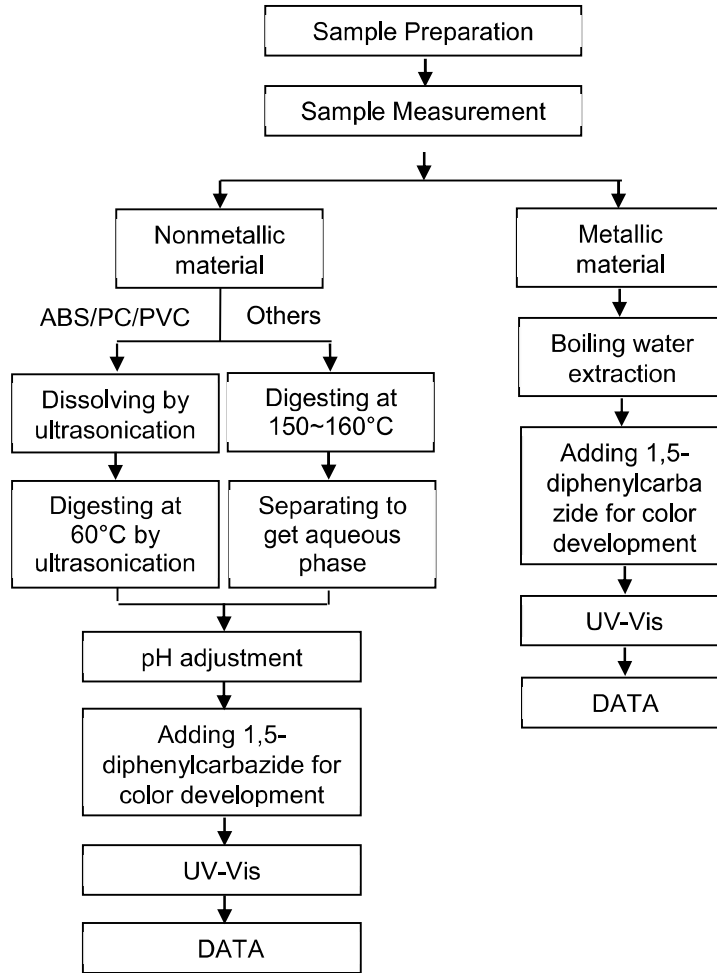 Sample Preparation
Sample Measurement
Nonmetallic
material
Metallic
material
ABS/PC/PVC
Others
Boiling water
extraction
Dissolving by
ultrasonication
Digesting at
150~160°C
Adding 1,5-
diphenylcarba
zide for color
development
Digesting at
60°C by
ultrasonication
Separating to
get aqueous
phase
UV-Vis
pH adjustment
DATA
Adding 1,5-
diphenylcarbazide for
color development
UV-Vis
DATA